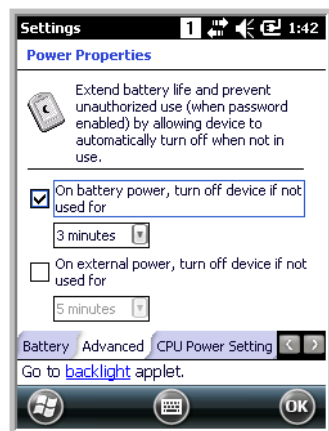 Settings 1 1:42
Power Properties
Extend battery life and prevent
unauthorized use (when password
enabled) by allowing device to
automatically turn off when not in
use.
On battery power, turn off device if not
used for
3 minutes
On external power, turn off device if not
used for
5 minutes
Battery Advanced CPU Power Setting
Go to backlight applet.
OK